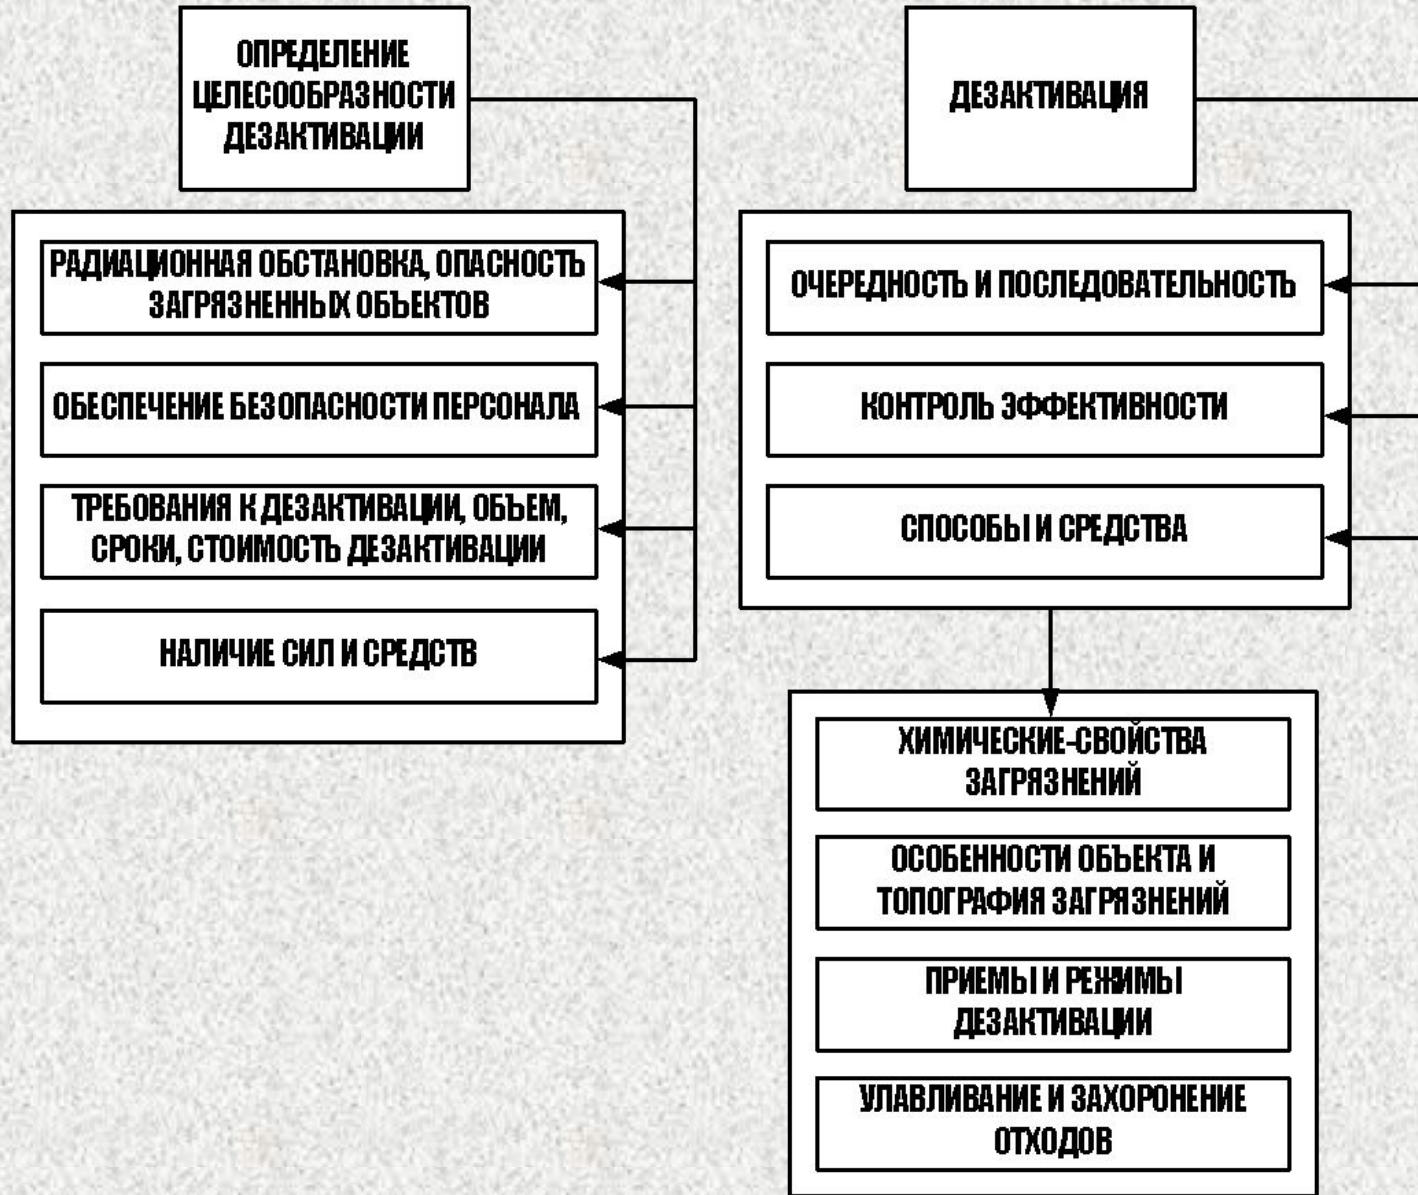 ОПРЕДЕЛЕНИЕ
ЦЕЛЕСООБРАЗНОСТИ
ДЕЗАКТИВАЦИИ
РАДИАЦИОННАЯ ОБСТАНОВКА, ОПАСНОСТЬ
ЗАГРЯЗНЕННЫХ ОБЪЕКТОВ
ОБЕСПЕЧЕНИЕ БЕЗОПАСНОСТИ ПЕРСОНАЛА
ТРЕБОВАНИЯ К ДЕЗАКТИВАЦИИ, ОБЪЕМ,
СРОКИ, СТОИМОСТЬ ДЕЗАКТИВАЦИИ
НАЛИЧИЕ СИЛ И СРЕДСТВ
ДЕЗАКТИВАЦИЯ
ОЧЕРЕДНОСТЬ И ПОСЛЕДОВАТЕЛЬНОСТЬ
КОНТРОЛЬ ЭФФЕКТИВНОСТИ
СПОСОБЫ И СРЕДСТВА
ХИМИЧЕСКИЕ-СВОЙСТВА
ЗАГРЯЗНЕНИЙ
ОСОБЕННОСТИ ОБЪЕКТА И
ТОПОГРАФИЯ ЗАГРЯЗНЕНИЙ
ПРИЕМЫ И РЕЖИМЫ
ДЕЗАКТИВАЦИИ
УЛАВЛИВАНИЕ И ЗАХОРОНЕНИЕ
ОТХОДОВ